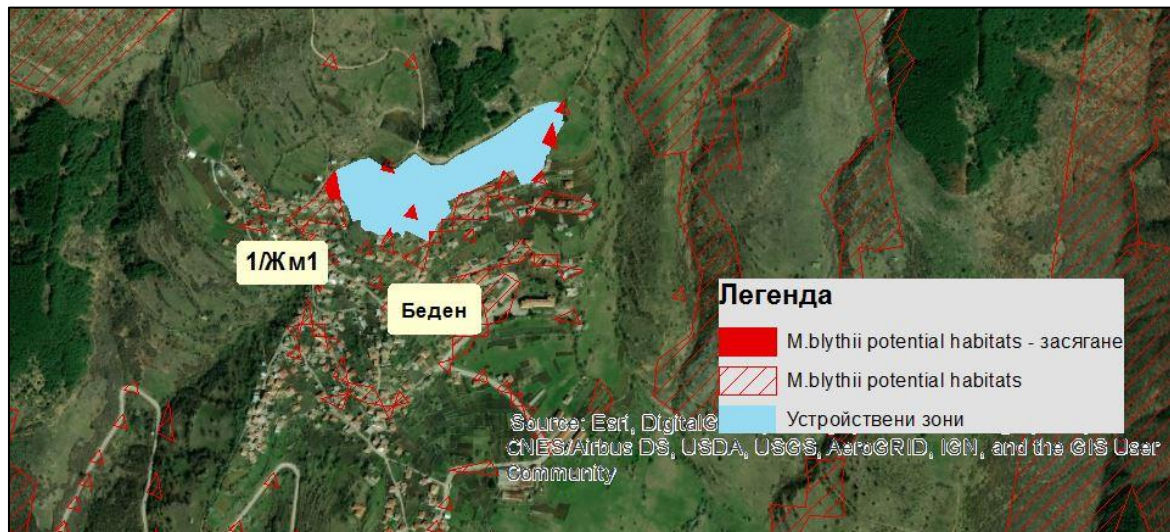 1/Жм1
Беден
Легенда
M.blythii potential habitats - засягане
M.blythii potential habitats
Устройствени зони
Source: Esri, DigitalG
CNES/Airbus DS, USDA, USGS, AeroGRID, IGN, and the GIS User
Community